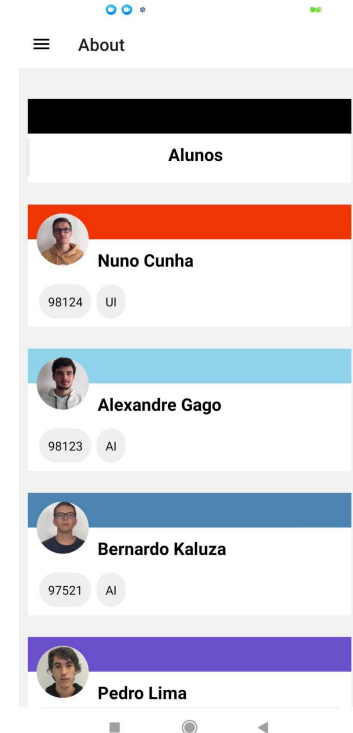 About
Alunos
Nuno Cunha
98124 UI
Alexandre Gago
98123 AI
Bernardo Kaluza
97521 AI
Pedro Lima